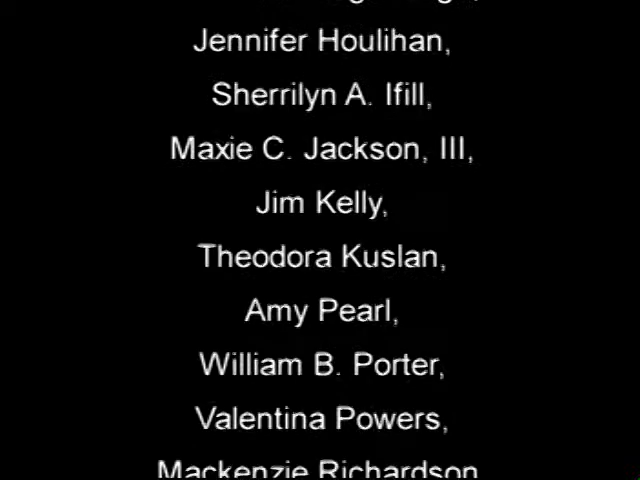 Jennifer Houlihan,
Sherrilyn A. Ifill,
Maxie C. Jackson, III,
Jim Kelly,
Theodora Kuslan,
Amy Pearl,
William B. Porter,
Valentina Powers,
Mackenzie Richardson